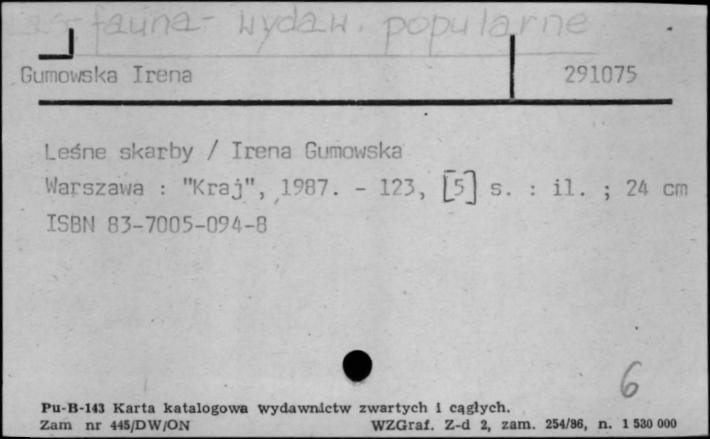 fauna - wydaw. popularne
Gumowska Irena 291075
Leśne skarby / Irena Gumowska
Warszawa : "Kraj", 1987. - 123, [5] s. : il. ; 24 cm
ISBN 83-7005-094-8
6
Pu-B-143 Karta katalogowa wydawnictw zwartych i ciągłych.
Zam nr 445/DW/ON WZGraf. Z-d 2, zam. 254/86, n. 1 530 000